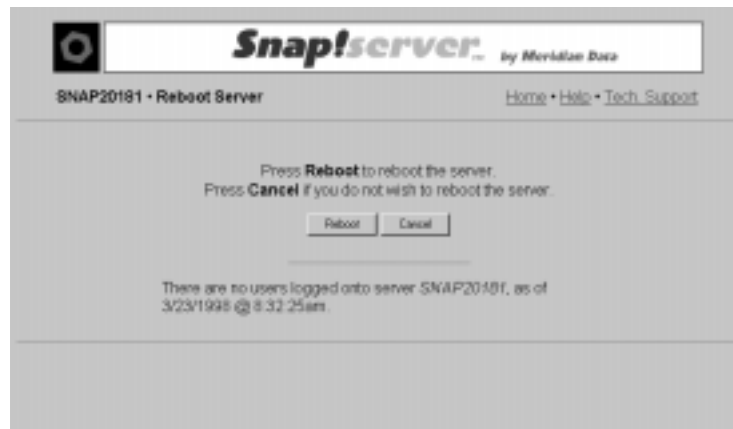 Snap!server™ by Meridian Data
SNAP20181 • Reboot Server
Home • Help • Tech. Support
Press Reboot to reboot the server.
Press Cancel if you do not wish to reboot the server.
Reboot Cancel
There are no users logged onto server SNAP20181, as of
3/23/1998 @ 8:32:25am.